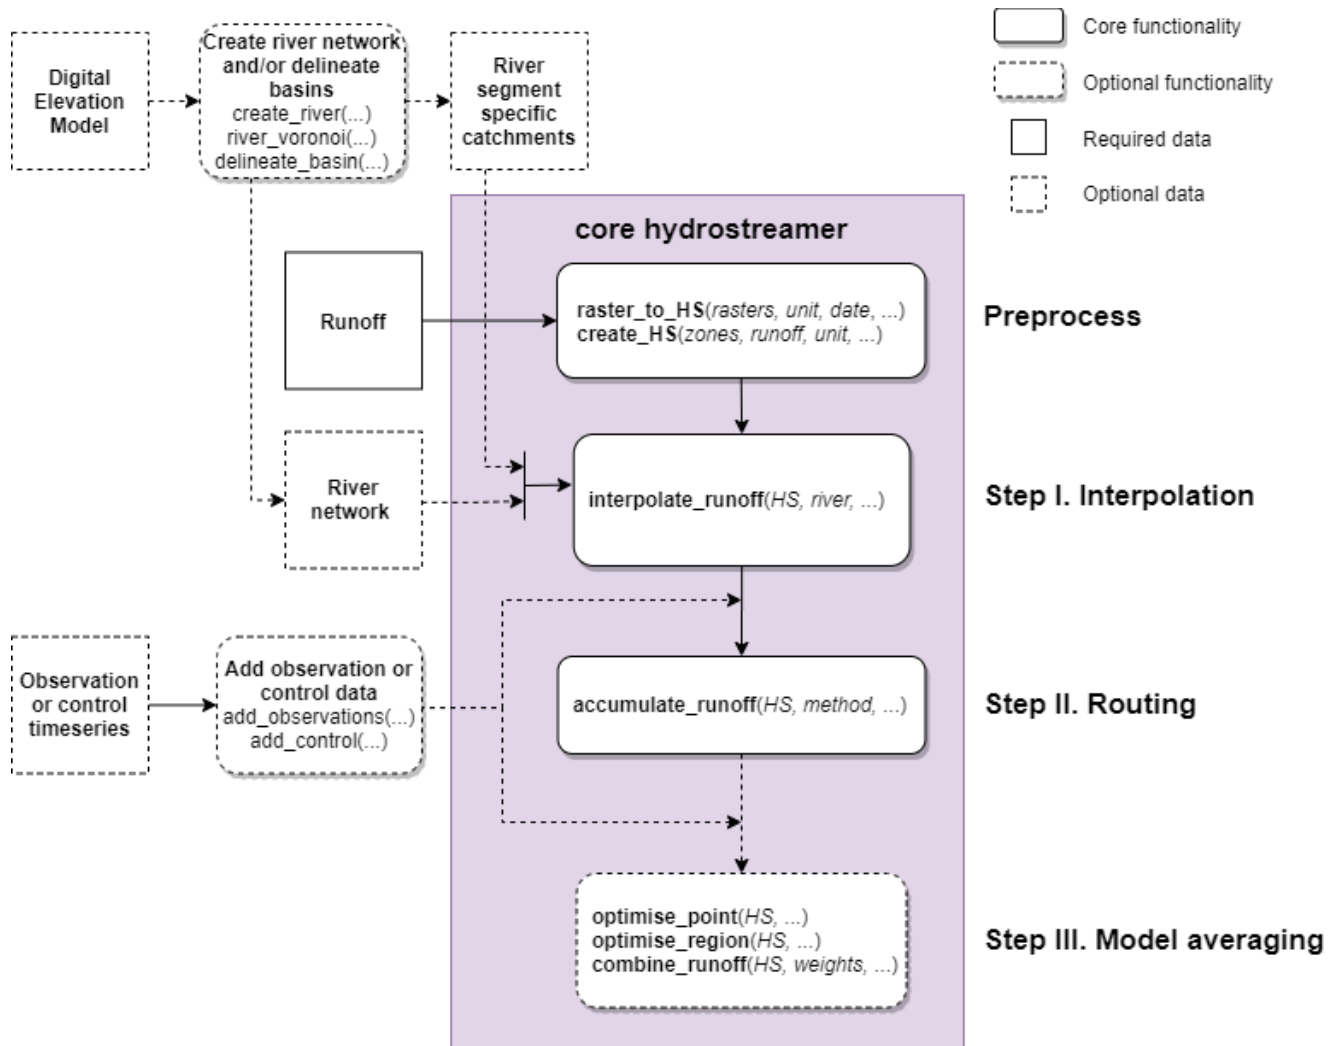 Digital
Elevation
Model
Create river network
and/or delineate
basins
create_river(...)
river_voronoi(...)
delineate_basin(...)
River
segment
specific
catchments
Core functionality
Optional functionality
Required data
Optional data
core hydrostreamer
Runoff
raster_to_HS(rasters, unit, date, ...)
create_HS(zones, runoff, unit, ...)
Preprocess
River
network
interpolate_runoff(HS, river, ...)
Step I. Interpolation
Observation
or control
timeseries
Add observation or
control data
add_observations(...)
add_control(...)
accumulate_runoff(HS, method, ...)
Step II. Routing
optimise_point(HS, ...)
optimise_region(HS, ...)
combine_runoff(HS, weights, ...)
Step III. Model averaging